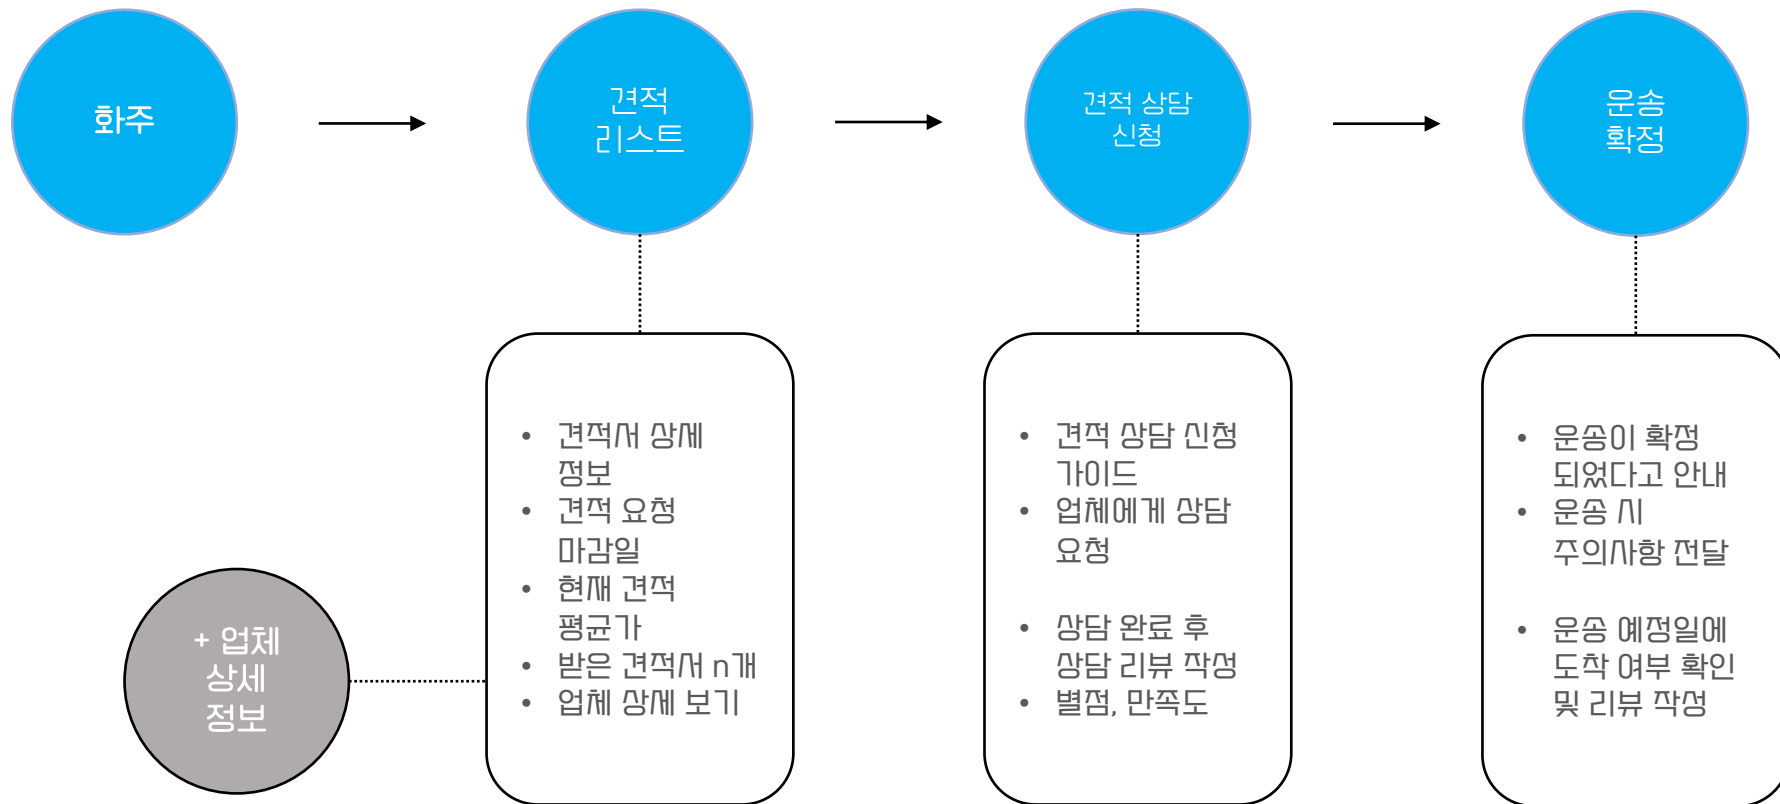 화주
견적
리스트
견적 상담
신청
운송
확정
• 견적서 상세
정보
• 견적 요청
마감일
• 현재 견적
평균가
• 받은 견적서 n개
• 업체 상세 보기
• 견적 상담 신청
가이드
• 업체에게 상담
요청
• 상담 완료 후
상담 리뷰 작성
• 별점, 만족도
• 운송이 확정
되었다고 안내
• 운송 시
주의사항 전달
• 운송 예정일에
도착 여부 확인
및 리뷰 작성
+ 업체
상세
정보